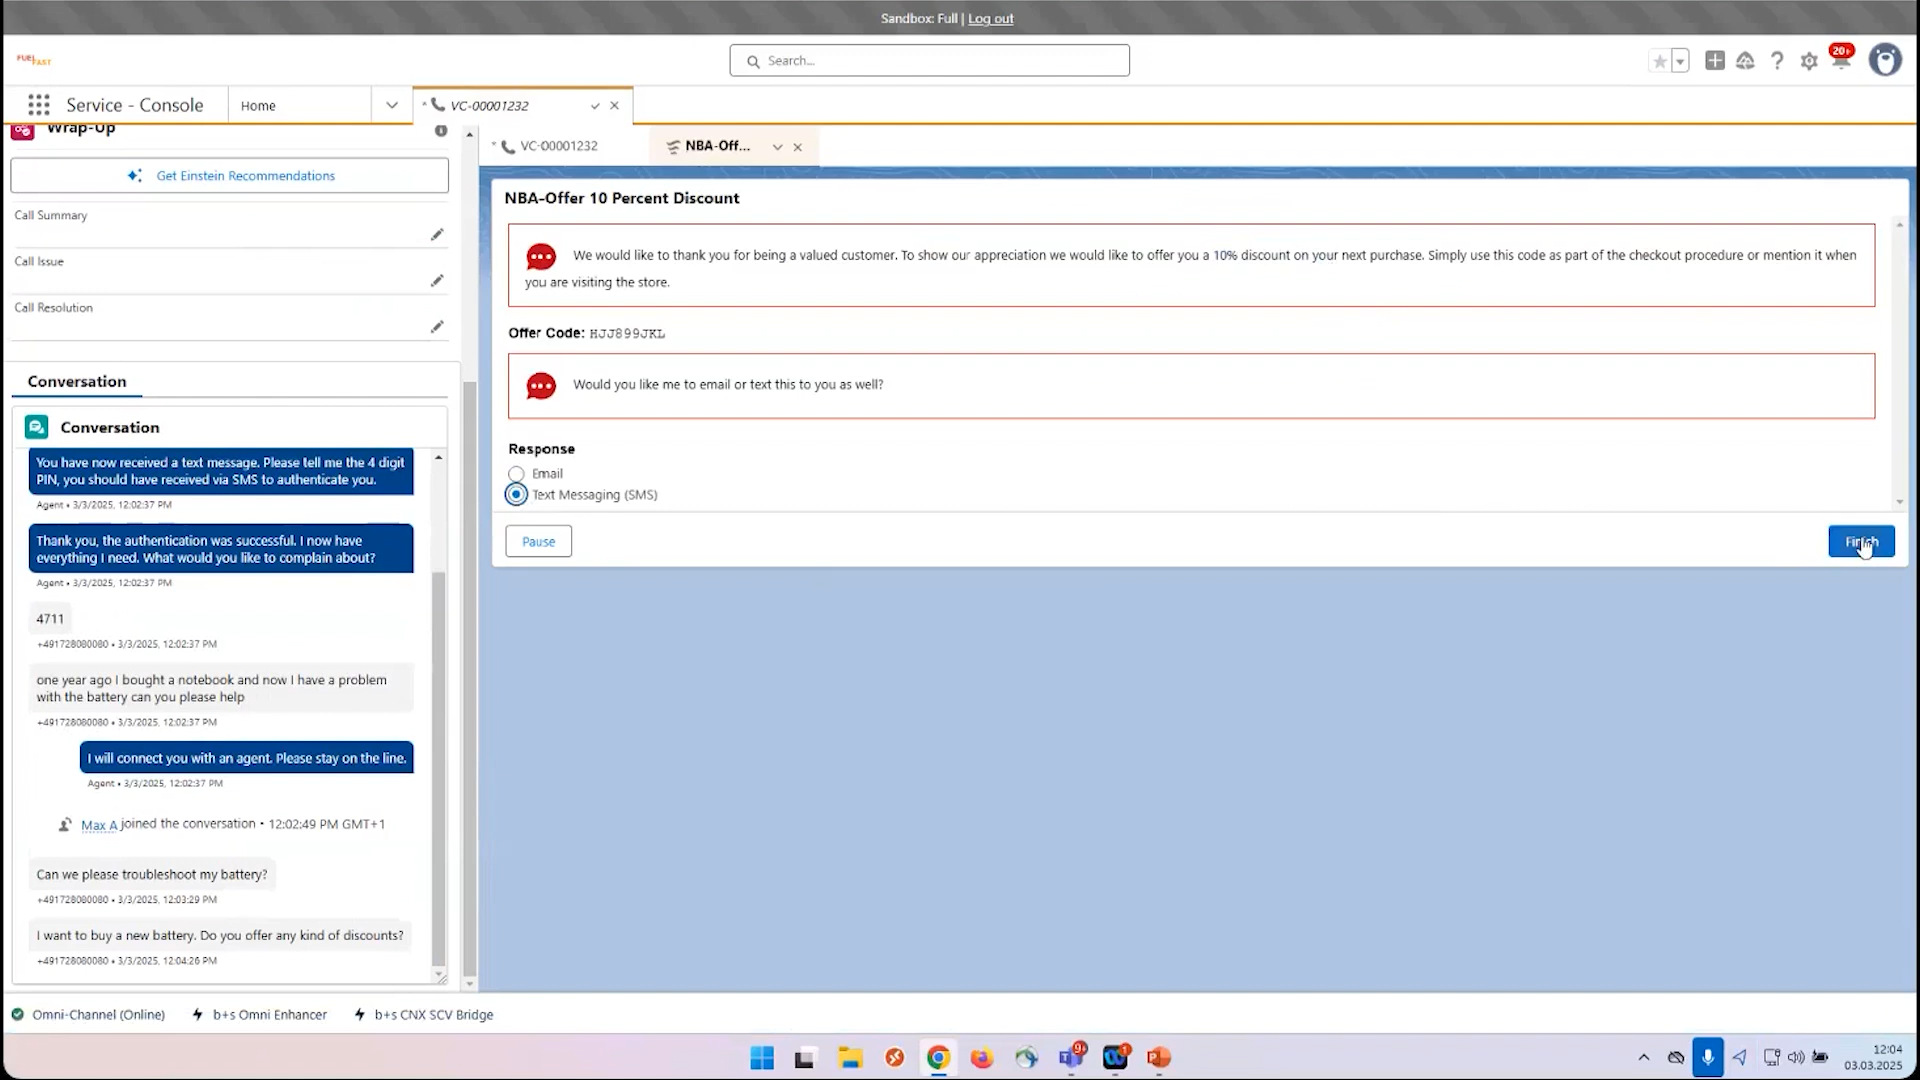 Sandbox: Full | Log out
FUEL
FAST
Search...
20+
Service - Console
Home
* VC-00001232
Wrap-Up
Get Einstein Recommendations
Call Summary
Call Issue
Call Resolution
Conversation
Conversation
You have now received a text message. Please tell me the 4 digit
PIN, you should have received via SMS to authenticate you.
Agent • 3/3/2025, 12:02:37 PM
Thank you, the authentication was successful. I now have
everything I need. What would you like to complain about?
Agent • 3/3/2025, 12:02:37 PM
4711
+491728080080 • 3/3/2025, 12:02:37 PM
one year ago I bought a notebook and now I have a problem
with the battery can you please help
+491728080080 • 3/3/2025, 12:02:37 PM
I will connect you with an agent. Please stay on the line.
Agent • 3/3/2025, 12:02:37 PM
Max A joined the conversation • 12:02:49 PM GMT+1
Can we please troubleshoot my battery?
+491728080080 • 3/3/2025, 12:03:29 PM
I want to buy a new battery. Do you offer any kind of discounts?
+491728080080 • 3/3/2025, 12:04:26 PM
* VC-00001232
NBA-Off...
NBA-Offer 10 Percent Discount
We would like to thank you for being a valued customer. To show our appreciation we would like to offer you a 10% discount on your next purchase. Simply use this code as part of the checkout procedure or mention it when
you are visiting the store.
Offer Code: HJJ899JKL
Would you like me to email or text this to you as well?
Response
Email
Text Messaging (SMS)
Pause
Finish
Omni-Channel (Online)
b+s Omni Enhancer
b+s CNX SCV Bridge
9+
1
12:04
03.03.2025